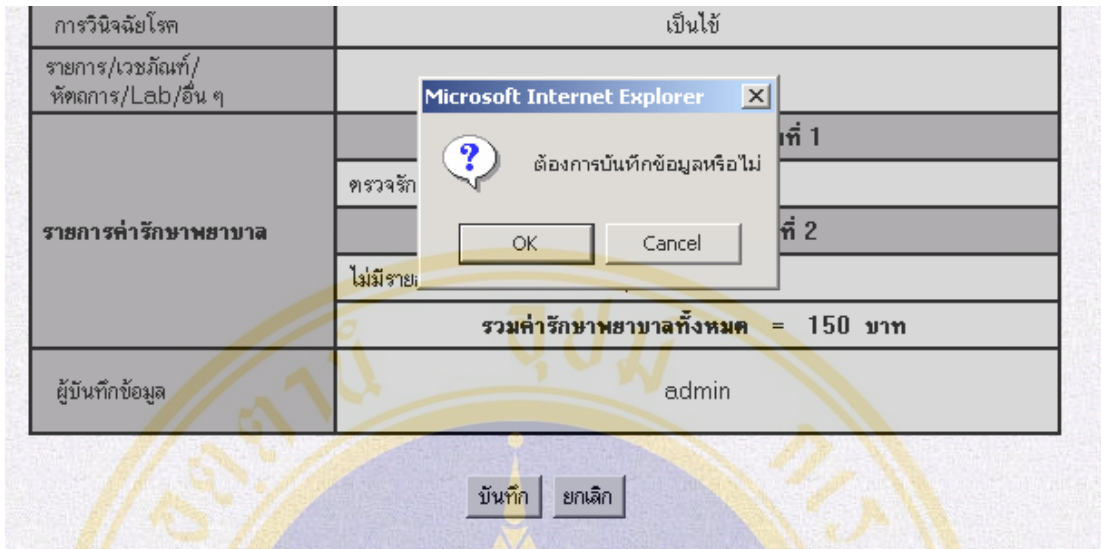 การวินิจฉัยโรค
เป็นไข้
รายการ/เวชภัณฑ์/
หัตถการ/Lab/อื่น ๆ
Microsoft Internet Explorer
ต้องการบันทึกข้อมูลหรือไม่
OK
Cancel
ที่ 1
ตรวจรัก
รายการค่ารักษาพยาบาล
ที่ 2
ไม่มีราย
รวมค่ารักษาพยาบาลทั้งหมด = 150 บาท
ผู้บันทึกข้อมูล
admin
บันทึก
ยกเลิก